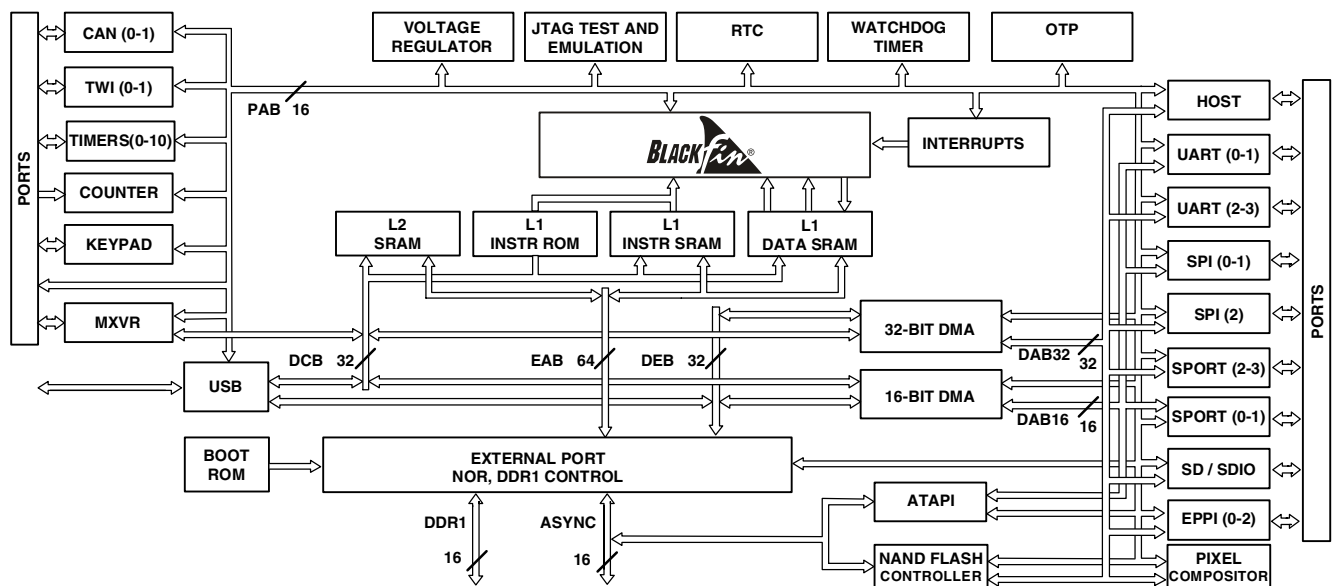 VOLTAGE
REGULATOR
JTAG TEST AND
EMULATION
RTC
WATCHDOG
TIMER
OTP
PORTS
CAN (0-1)
TWI (0-1)
TIMERS(0-10)
COUNTER
KEYPAD
MXVR
USB
PAB 16
BLACKfin®
INTERRUPTS
L2
SRAM
L1
INSTR ROM
L1
INSTR SRAM
L1
DATA SRAM
DCB 32
EAB 64
DEB 32
32-BIT DMA
16-BIT DMA
DAB32
32
DAB16
16
BOOT
ROM
EXTERNAL PORT
NOR, DDR1 CONTROL
DDR1
16
ASYNC
16
ATAPI
NAND FLASH
CONTROLLER
HOST
UART (0-1)
UART (2-3)
SPI (0-1)
SPI (2)
SPORT (2-3)
SPORT (0-1)
SD / SDIO
EPPI (0-2)
PIXEL
COMPOSITOR
PORTS